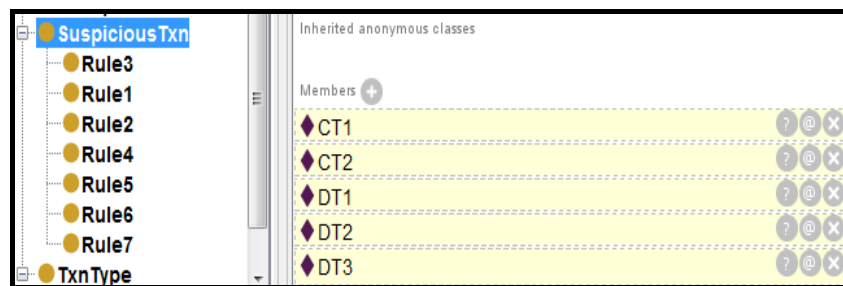 SuspiciousTxn
Rule3
Rule1
Rule2
Rule4
Rule5
Rule6
Rule7
TxnType
Inherited anonymous classes
Members +
CT1 ? @ X
CT2 ? @ X
DT1 ? @ X
DT2 ? @ X
DT3 ? @ X